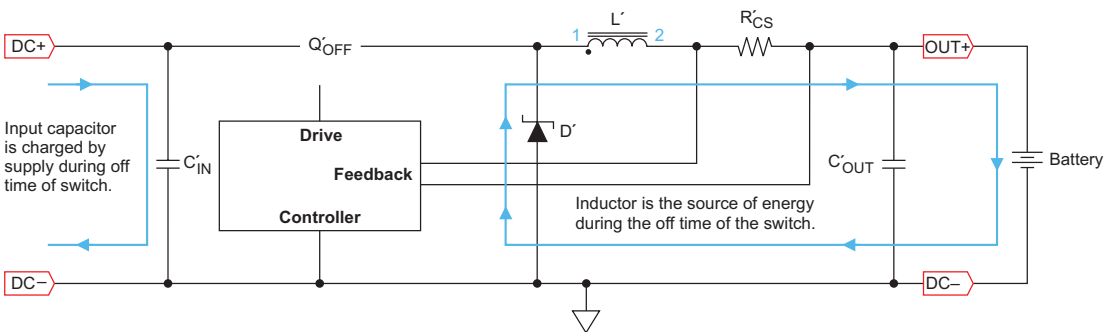 L´
R´CS
DC+
Q´OFF
1
2
OUT+
Input capacitor
is charged by
supply during off
time of switch.
C´IN
Drive
Feedback
Controller
D´
Inductor is the source of energy
during the off time of the switch.
C´OUT
Battery
DC–
DC–